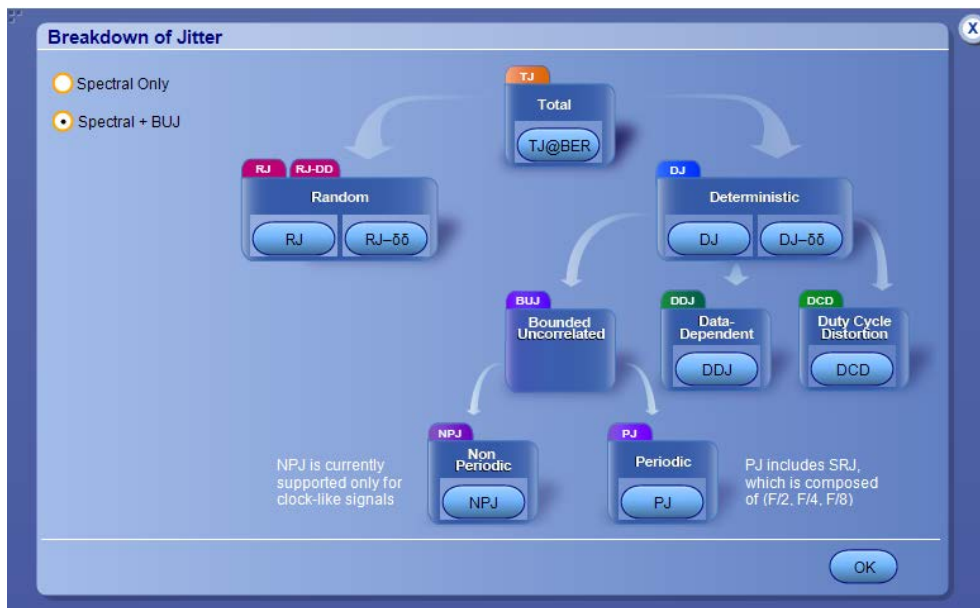 X
Breakdown of Jitter
Spectral Only
Spectral + BUJ
TJ
Total
TJ@BER
RJ RJ-DD
Random
RJ RJ–δδ
DJ
Deterministic
DJ DJ–δδ
BUJ
Bounded
Uncorrelated
DDJ
Data-
Dependent
DDJ
DCD
Duty Cycle
Distortion
DCD
NPJ is currently
supported only for
clock-like signals
NPJ
Non
Periodic
NPJ
PJ
Periodic
PJ
PJ includes SRJ,
which is composed
of (F/2, F/4, F/8)
OK